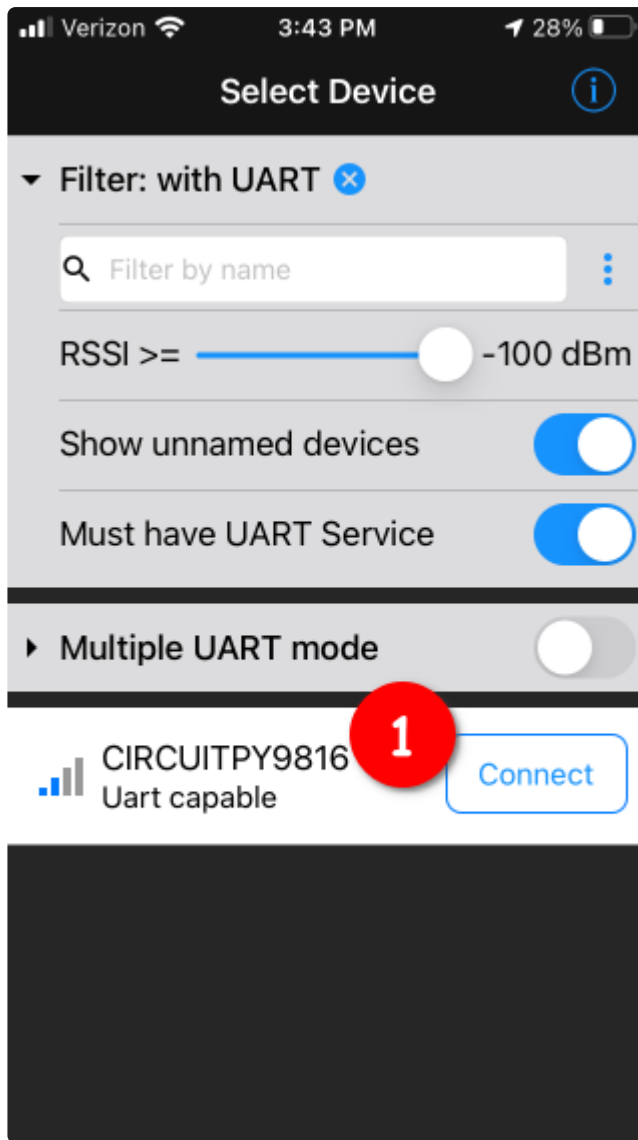 Verizon 3:43 PM 28%
Select Device
Filter: with UART
Filter by name
RSSI >= -100 dBm
Show unnamed devices
Must have UART Service
Multiple UART mode
1
CIRCUITPY9816 Connect
Uart capable